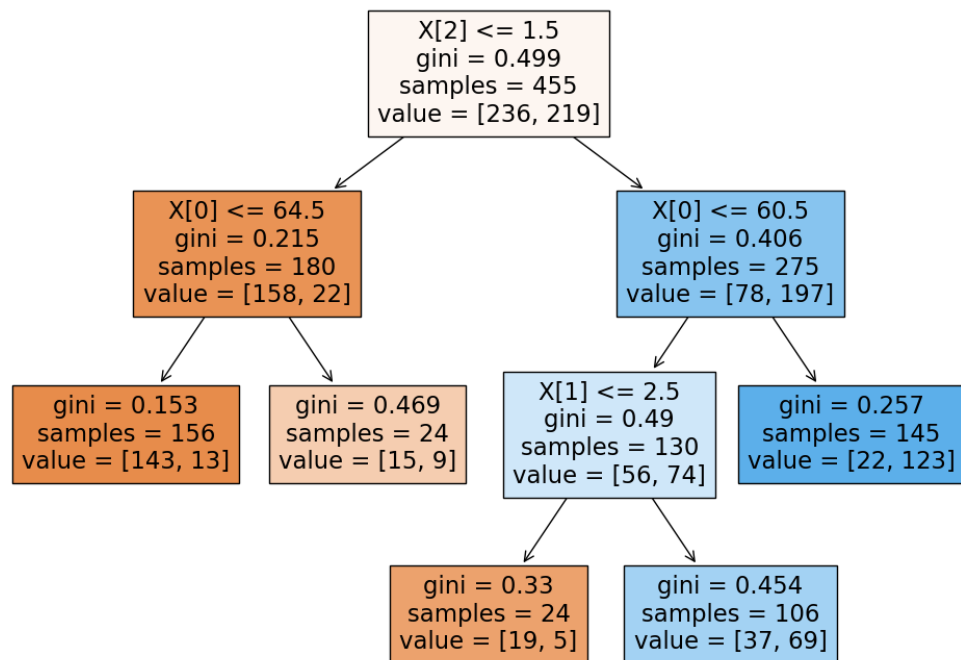 X[2] <= 1.5
gini = 0.499
samples = 455
value = [236, 219]
X[0] <= 64.5
gini = 0.215
samples = 180
value = [158, 22]
X[0] <= 60.5
gini = 0.406
samples = 275
value = [78, 197]
gini = 0.153
samples = 156
value = [143, 13]
gini = 0.469
samples = 24
value = [15, 9]
X[1] <= 2.5
gini = 0.49
samples = 130
value = [56, 74]
gini = 0.257
samples = 145
value = [22, 123]
gini = 0.33
samples = 24
value = [19, 5]
gini = 0.454
samples = 106
value = [37, 69]